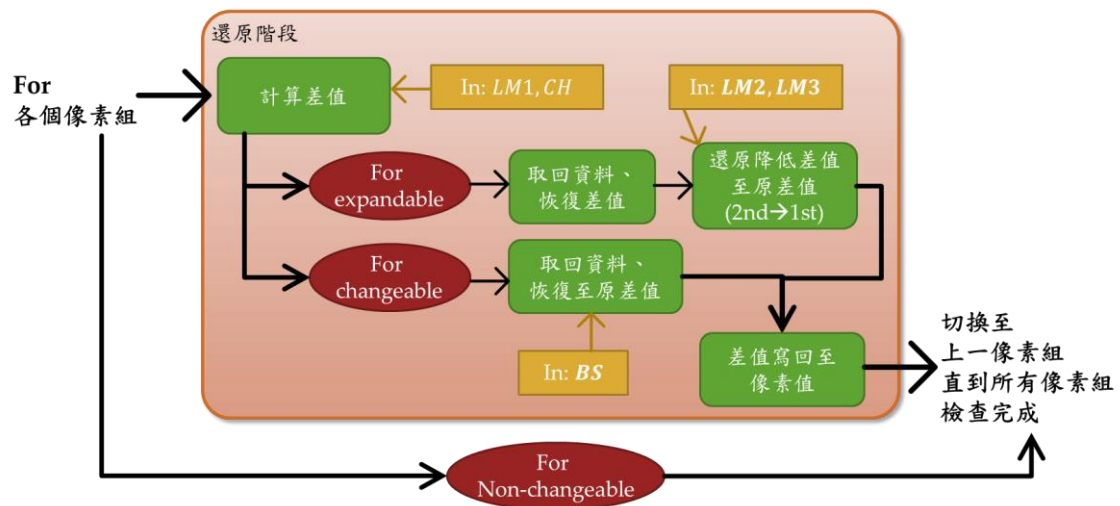 還原階段
For
各個像素組
計算差值
In: LM1, CH
In: LM2, LM3
For
expandable
取回資料、
恢復差值
還原降低差值
至原差值
(2nd→1st)
For
changeable
取回資料、
恢復至原差值
In: BS
差值寫回至
像素值
切換至
上一像素組
直到所有像素組
檢查完成
For
Non-changeable